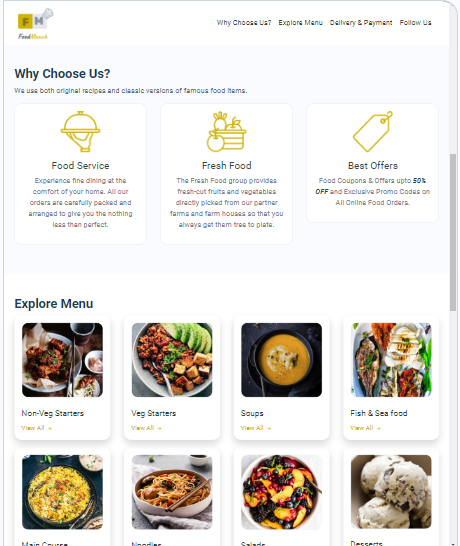 F M
FoodMunch
Why Choose Us? Explore Menu Delivery & Payment Follow Us
Why Choose Us?
We use both original recipes and classic versions of famous food items.
Food Service
Experience fine dining at the
comfort of your home. All our
orders are carefully packed and
arranged to give you the nothing
less than perfect.
Fresh Food
The Fresh Food group provides
fresh-cut fruits and vegetables
directly picked from our partner
farms and farm houses so that you
always get them tree to plate.
Best Offers
Food Coupons & Offers upto 50%
OFF and Exclusive Promo Codes on
All Online Food Orders.
Explore Menu
Non-Veg Starters
View All →
Veg Starters
View All →
Soups
View All →
Fish & Sea food
View All →
Main Course
Noodles
Salads
Desserts